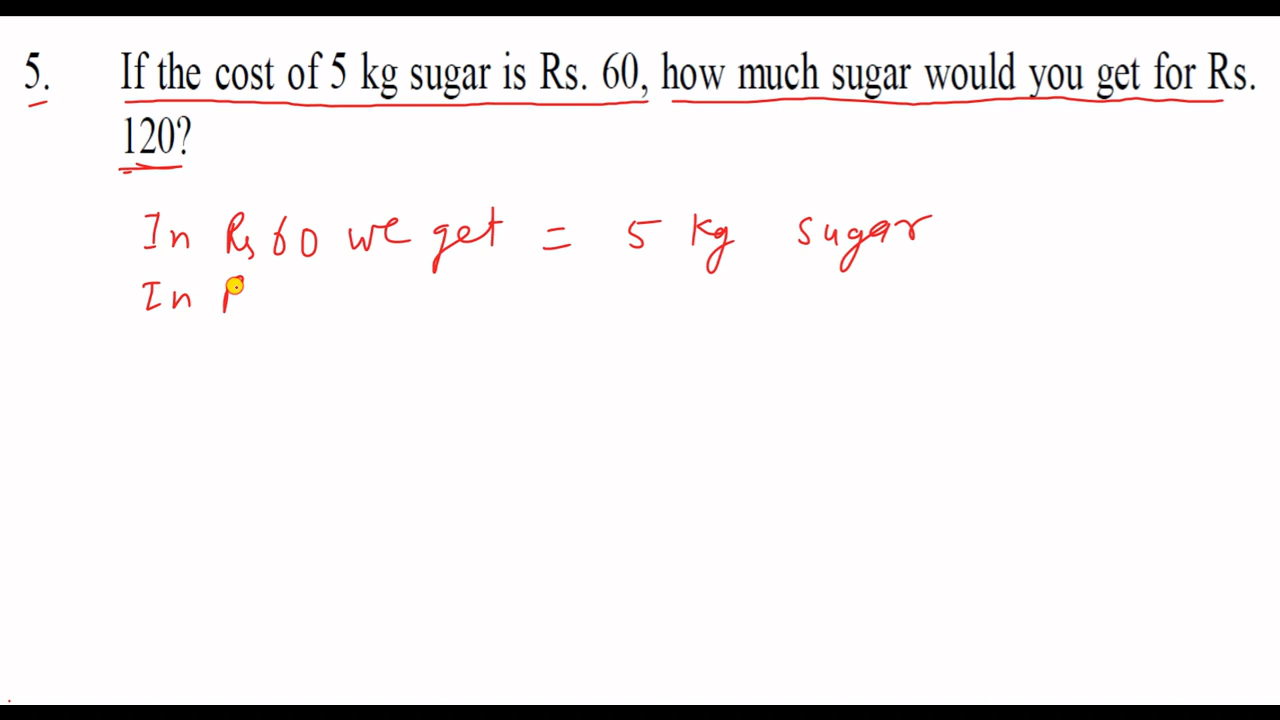 5. If the cost of 5 kg sugar is Rs. 60, how much sugar would you get for Rs.
120?
In Rs 60 we get = 5 kg sugar
In